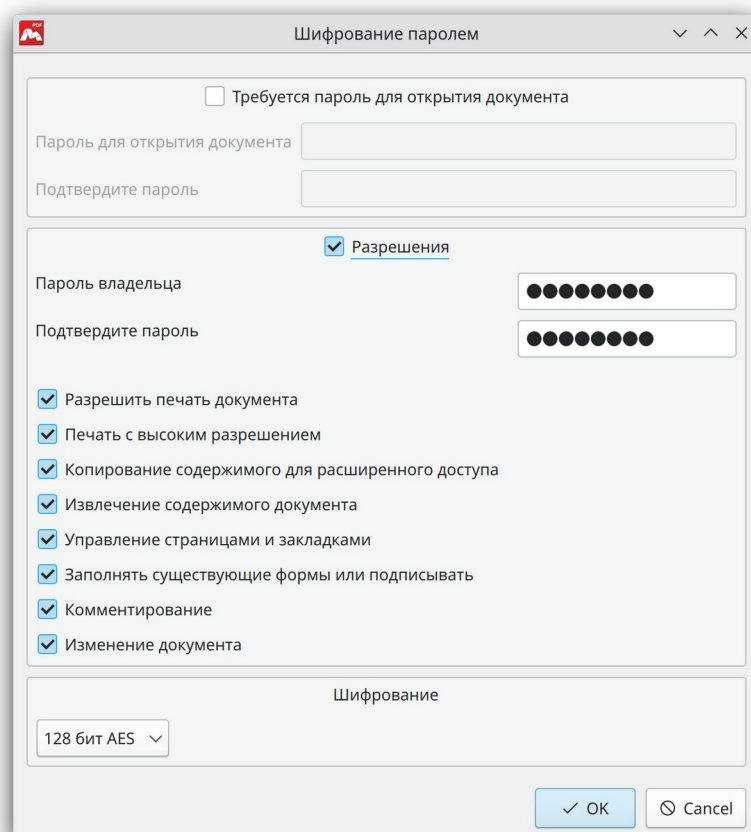 PDF
Шифрование паролем
Требуется пароль для открытия документа
Пароль для открытия документа
Подтвердите пароль
Разрешения
Пароль владельца
●●●●●●●●
Подтвердите пароль
●●●●●●●●
Разрешить печать документа
Печать с высоким разрешением
Копирование содержимого для расширенного доступа
Извлечение содержимого документа
Управление страницами и закладками
Заполнять существующие формы или подписывать
Комментирование
Изменение документа
Шифрование
128 бит AES
OK Cancel